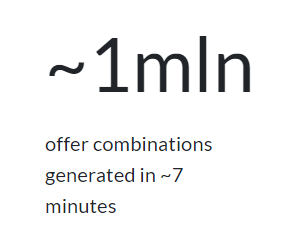 ~1mln
offer combinations
generated in ~7
minutes